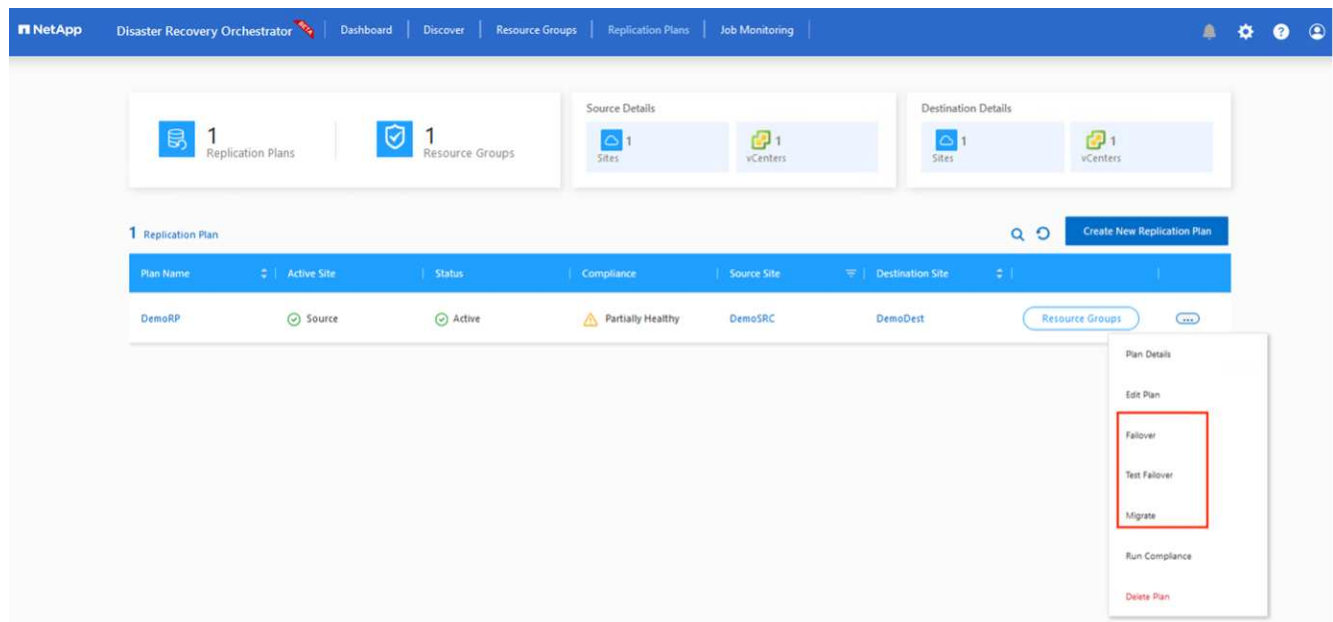 NetApp Disaster Recovery Orchestrator Dashboard Discover Resource Groups Replication Plans Job Monitoring
1
Replication Plans
1
Resource Groups
Source Details
1
Sites
1
vCenters
Destination Details
1
Sites
1
vCenters
1 Replication Plan
Create New Replication Plan
Plan Name Active Site Status Compliance Source Site Destination Site
DemoRP Source Active Partially Healthy DemoSRC DemoDest Resource Groups ...
Plan Details
Edit Plan
Failover
Test Failover
Migrate
Run Compliance
Delete Plan